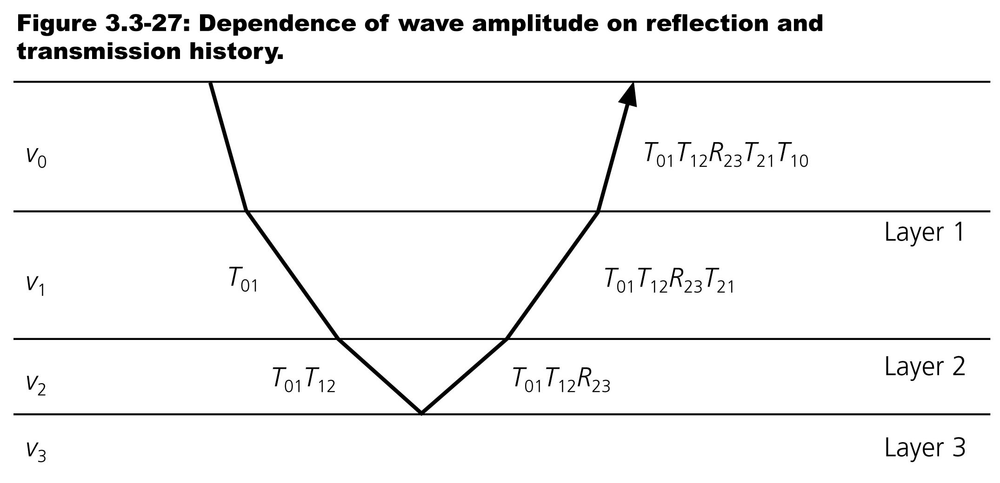 Figure 3.3-27: Dependence of wave amplitude on reflection and
transmission history.
v₀
T₀₁T₁₂R₂₃T₂₁T₁₀
Layer 1
v₁
T₀₁
T₀₁T₁₂R₂₃T₂₁
Layer 2
v₂
T₀₁T₁₂
T₀₁T₁₂R₂₃
v₃
Layer 3